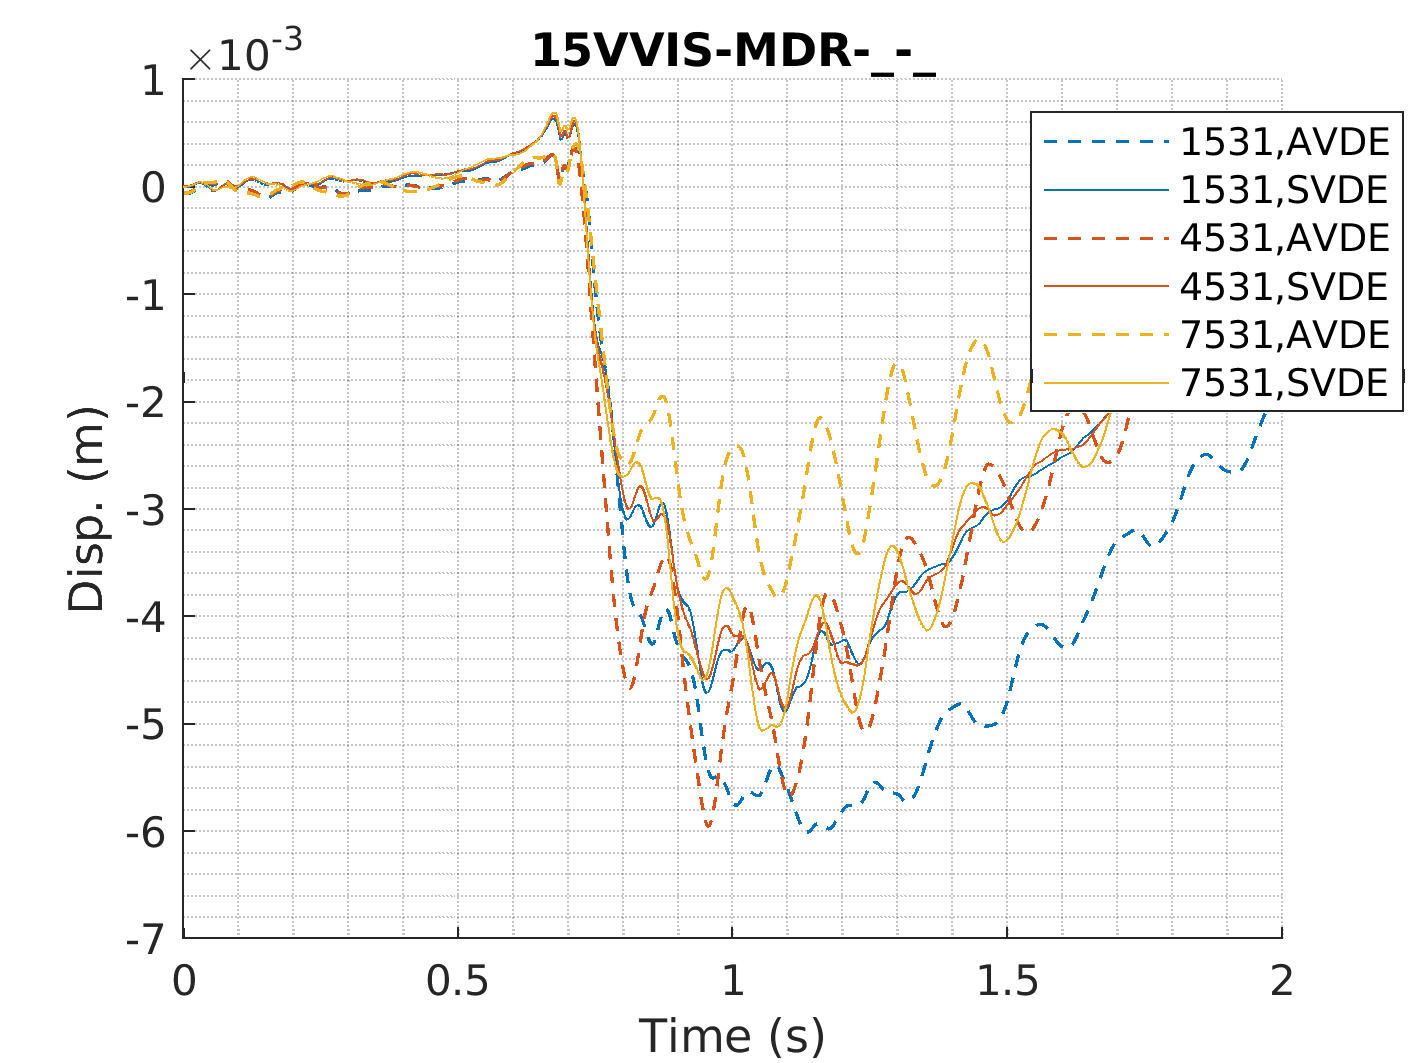 ×10-3
15VVIS-MDR-_-_
1
0
-1
-2
-3
-4
-5
-6
-7
Disp. (m)
1531,AVDE
1531,SVDE
4531,AVDE
4531,SVDE
7531,AVDE
7531,SVDE
0 0.5 1 1.5 2
Time (s)